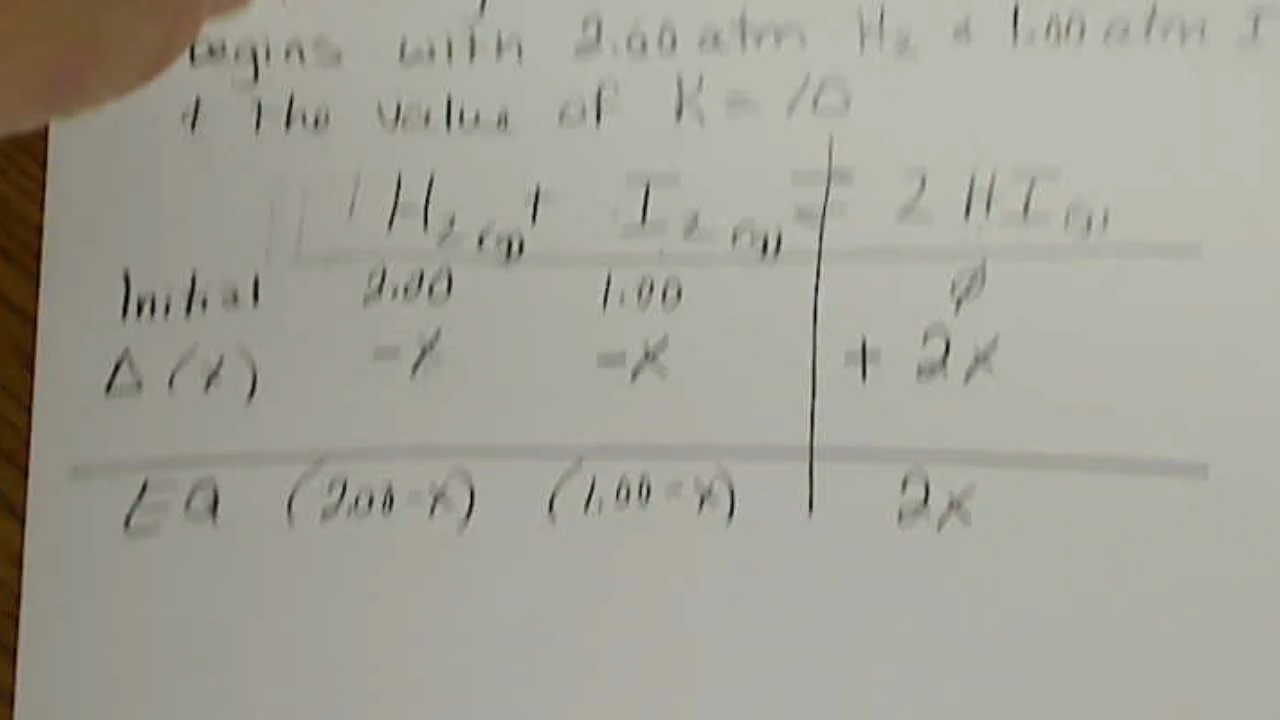 begins with 2.00 atm H₂ + 1.00 atm I
+ the value of K = 10
1 H₂(g) + I₂(g) ⇌ 2 HI(g)
Initial 2.00 1.00 ∅
Δ(x) -x -x + 2x
EQ (2.00-x) (1.00-x) 2x